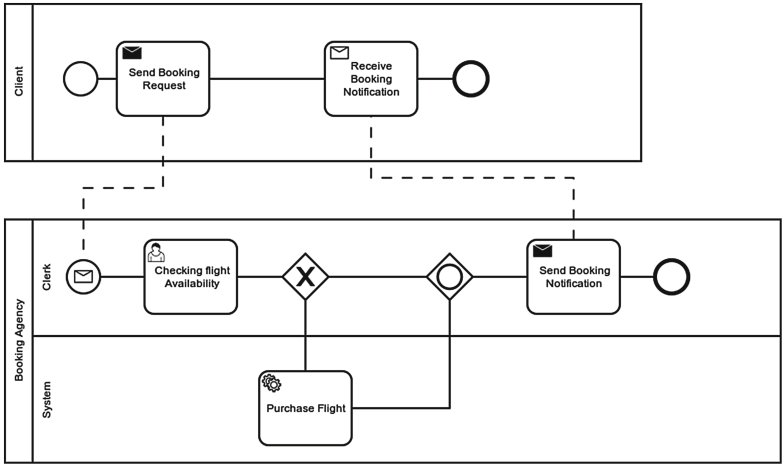 Client
Send Booking
Request
Receive
Booking
Notification
Booking Agency
Clerk
Checking flight
Availability
X
Send Booking
Notification
System
Purchase Flight